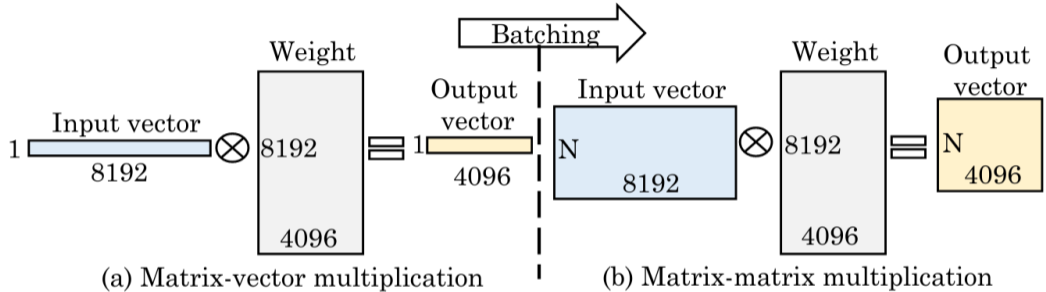 Batching
Weight
Input vector
1
8192
8192
4096
Output
vector
1
4096
(a) Matrix-vector multiplication
Input vector
N
8192
Weight
8192
4096
Output
vector
N
4096
(b) Matrix-matrix multiplication